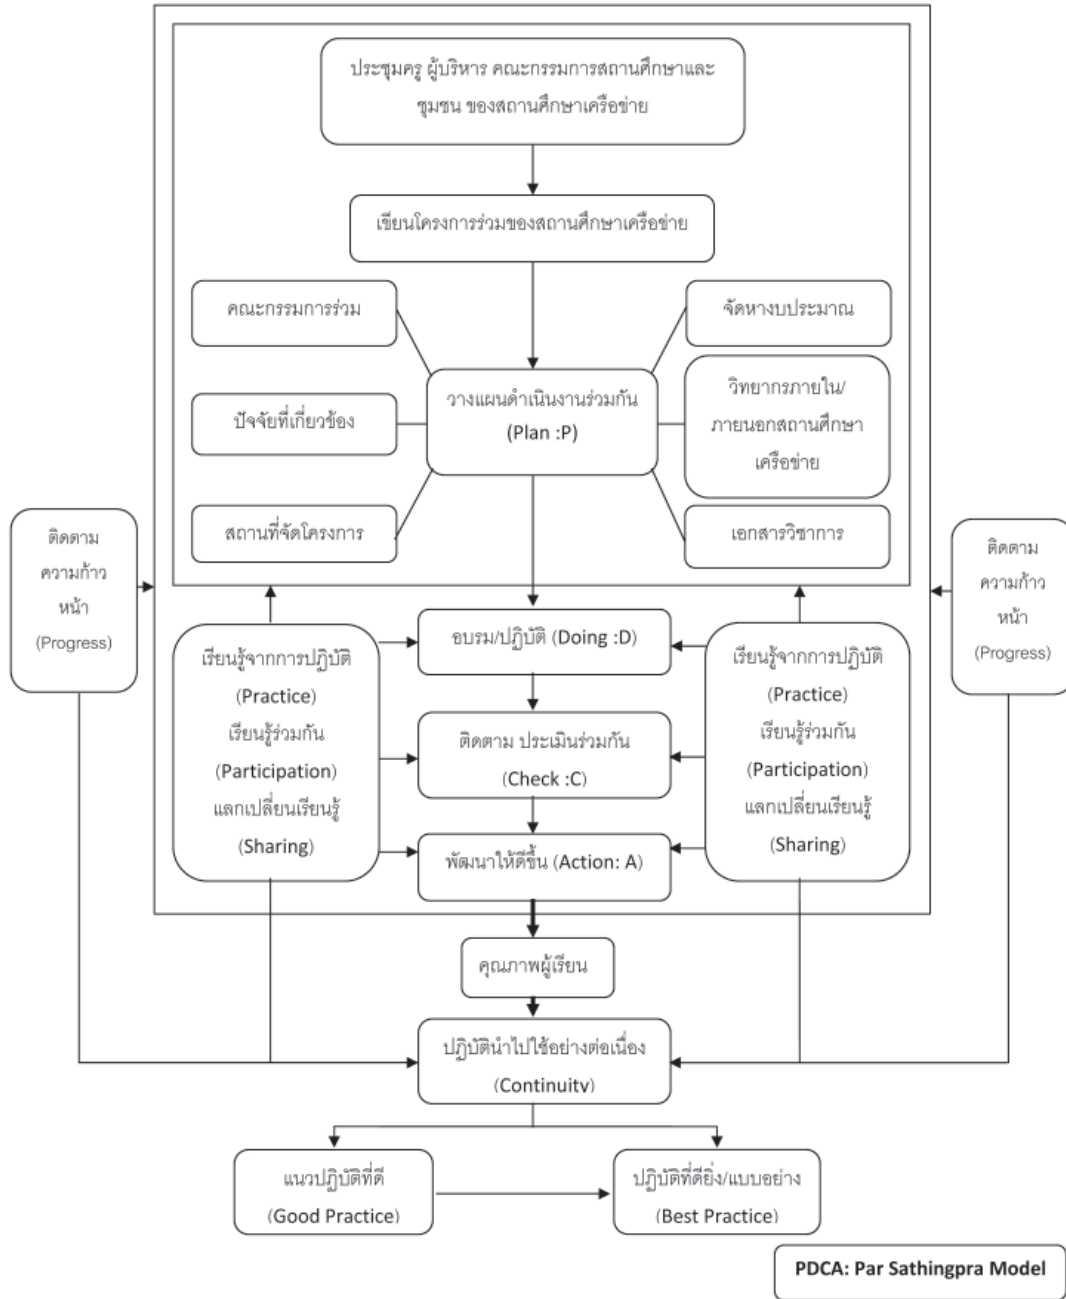 ประชุมครู ผู้บริหาร คณะกรรมการสถานศึกษาและ
ชุมชน ของสถานศึกษาเครือข่าย
เขียนโครงการร่วมของสถานศึกษาเครือข่าย
คณะกรรมการร่วม
จัดหางบประมาณ
วางแผนดำเนินงานร่วมกัน
(Plan :P)
ปัจจัยที่เกี่ยวข้อง
วิทยากรภายใน/
ภายนอกสถานศึกษา
เครือข่าย
สถานที่จัดโครงการ
เอกสารวิชาการ
ติดตาม
ความก้าว
หน้า
(Progress)
ติดตาม
ความก้าว
หน้า
(Progress)
อบรม/ปฏิบัติ (Doing :D)
เรียนรู้จากการปฏิบัติ
(Practice)
เรียนรู้ร่วมกัน
(Participation)
แลกเปลี่ยนเรียนรู้
(Sharing)
เรียนรู้จากการปฏิบัติ
(Practice)
เรียนรู้ร่วมกัน
(Participation)
แลกเปลี่ยนเรียนรู้
(Sharing)
ติดตาม ประเมินร่วมกัน
(Check :C)
พัฒนาให้ดีขึ้น (Action: A)
คุณภาพผู้เรียน
ปฏิบัตินำไปใช้อย่างต่อเนื่อง
(Continuity)
แนวปฏิบัติที่ดี
(Good Practice)
ปฏิบัติที่ดียิ่ง/แบบอย่าง
(Best Practice)
PDCA: Par Sathingpra Model